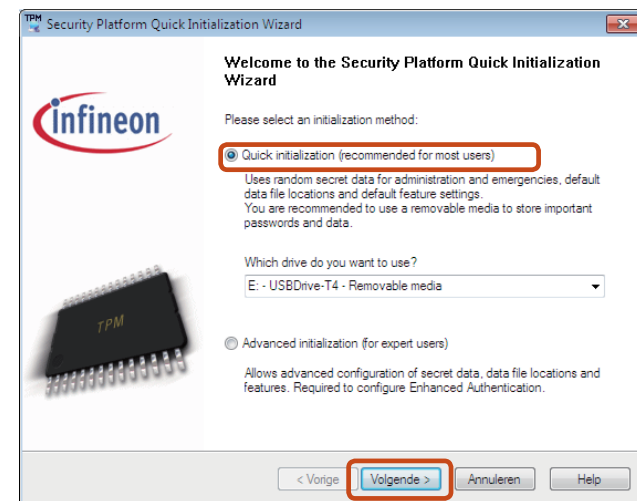 TPM Security Platform Quick Initialization Wizard
Welcome to the Security Platform Quick Initialization
Wizard
infineon
Please select an initialization method:
Quick initialization (recommended for most users)
Uses random secret data for administration and emergencies, default
data file locations and default feature settings.
You are recommended to use a removable media to store important
passwords and data.
Which drive do you want to use?
E: - USBDrive-T4 - Removable media
TPM
Advanced initialization (for expert users)
Allows advanced configuration of secret data, data file locations and
features. Required to configure Enhanced Authentication.
< Vorige
Volgende >
Annuleren
Help